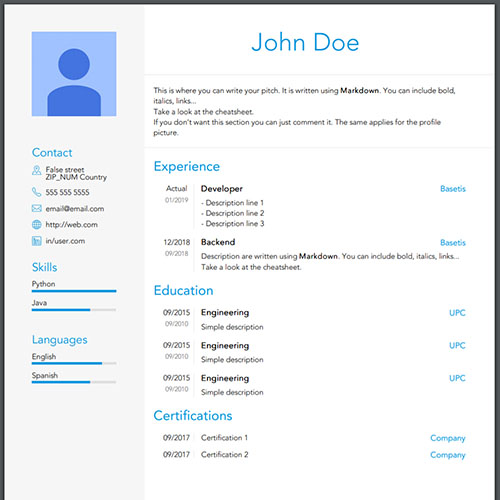 John Doe
This is where you can write your pitch. It is written using Markdown. You can include bold,
italics, links...
Take a look at the cheatsheet.
If you don't want this section you can just comment it. The same applies for the profile
picture.
Contact
False street
ZIP_NUM Country
555 555 5555
email@email.com
http://web.com
in/user.com
Skills
Python
Java
Languages
English
Spanish
Experience
Actual Developer Basetis
01/2019 - Description line 1
- Description line 2
- Description line 3
12/2018 Backend Basetis
09/2018 Description are written using Markdown. You can include bold, italics, links...
Take a look at the cheatsheet.
Education
09/2015 Engineering UPC
09/2010 Simple description
09/2015 Engineering UPC
09/2010 Simple description
09/2015 Engineering UPC
09/2010 Simple description
Certifications
09/2017 Certification 1 Company
09/2017 Certification 2 Company